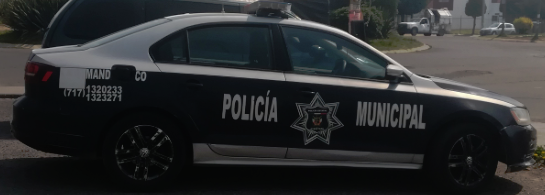 MAND CO
(717) 1320233
1323271
POLICÍA MUNICIPAL